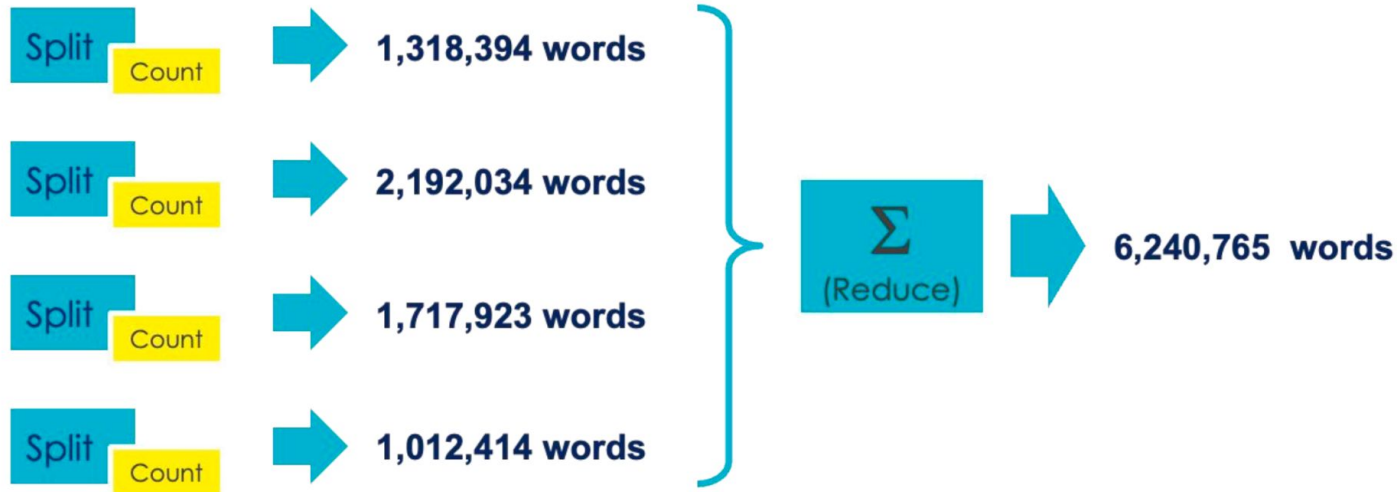 Split
Count
1,318,394 words
Split
Count
2,192,034 words
Split
Count
1,717,923 words
Split
Count
1,012,414 words
Σ
(Reduce)
6,240,765 words